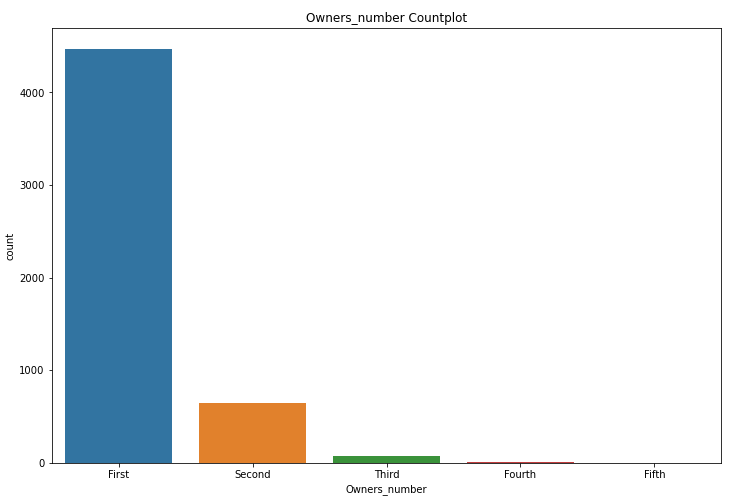 Owners_number Countplot
4000
3000
2000
1000
0
count
First Second Third Fourth Fifth
Owners_number